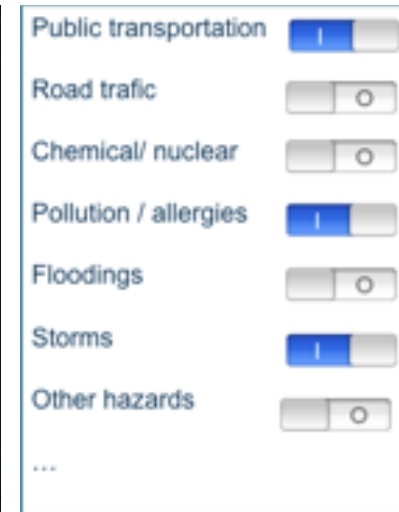 Public transportation
Road trafic
Chemical/ nuclear
Pollution / allergies
Floodings
Storms
Other hazards
...